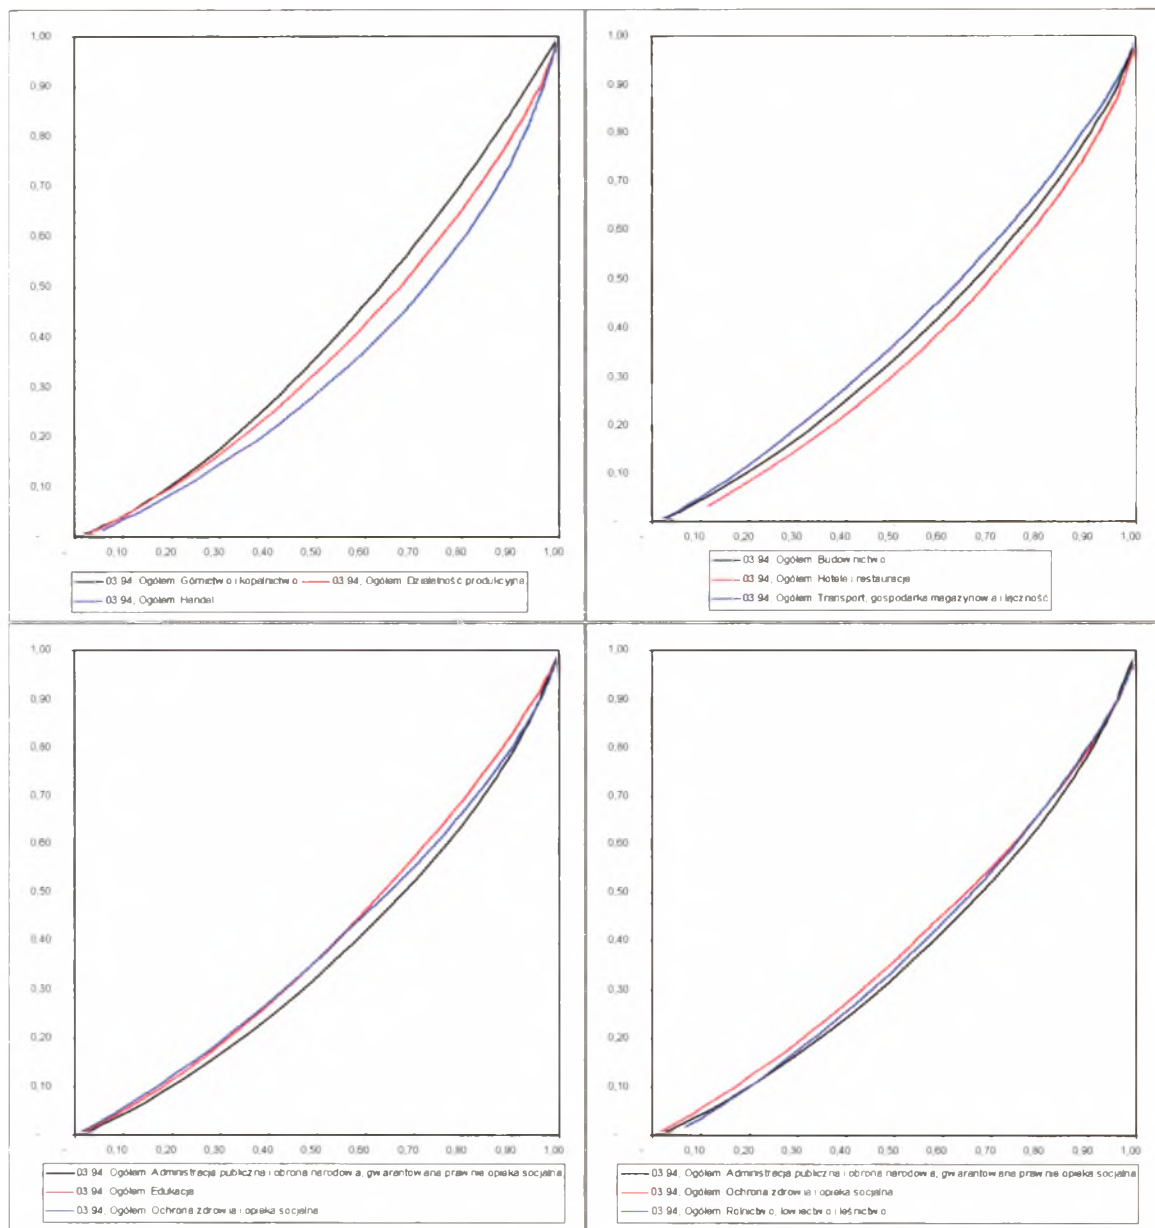 1,00
0,90
0,80
0,70
0,60
0,50
0,40
0,30
0,20
0,10
-
- 0,10 0,20 0,30 0,40 0,50 0,60 0,70 0,80 0,90 1,00
03 94, Ogółem Górnictwo i kopalnictwo 03 94, Ogółem Działalność produkcyjna
03 94, Ogółem Handel
1,00
0,90
0,80
0,70
0,60
0,50
0,40
0,30
0,20
0,10
-
- 0,10 0,20 0,30 0,40 0,50 0,60 0,70 0,80 0,90 1,00
03 94, Ogółem Budownictwo
03 94, Ogółem Hotele i restauracje
03 94, Ogółem Transport, gospodarka magazynowa i łączność
1,00
0,90
0,80
0,70
0,60
0,50
0,40
0,30
0,20
0,10
-
- 0,10 0,20 0,30 0,40 0,50 0,60 0,70 0,80 0,90 1,00
03 94, Ogółem Administracja publiczna i obrona narodowa, gwarantowana prawnie opieka socjalna
03 94, Ogółem Edukacja
03 94, Ogółem Ochrona zdrowia i opieka socjalna
1,00
0,90
0,80
0,70
0,60
0,50
0,40
0,30
0,20
0,10
-
- 0,10 0,20 0,30 0,40 0,50 0,60 0,70 0,80 0,90 1,00
03 94, Ogółem Administracja publiczna i obrona narodowa, gwarantowana prawnie opieka socjalna
03 94, Ogółem Ochrona zdrowia i opieka socjalna
03 94, Ogółem Rolnictwo, łowiectwo i leśnictwo